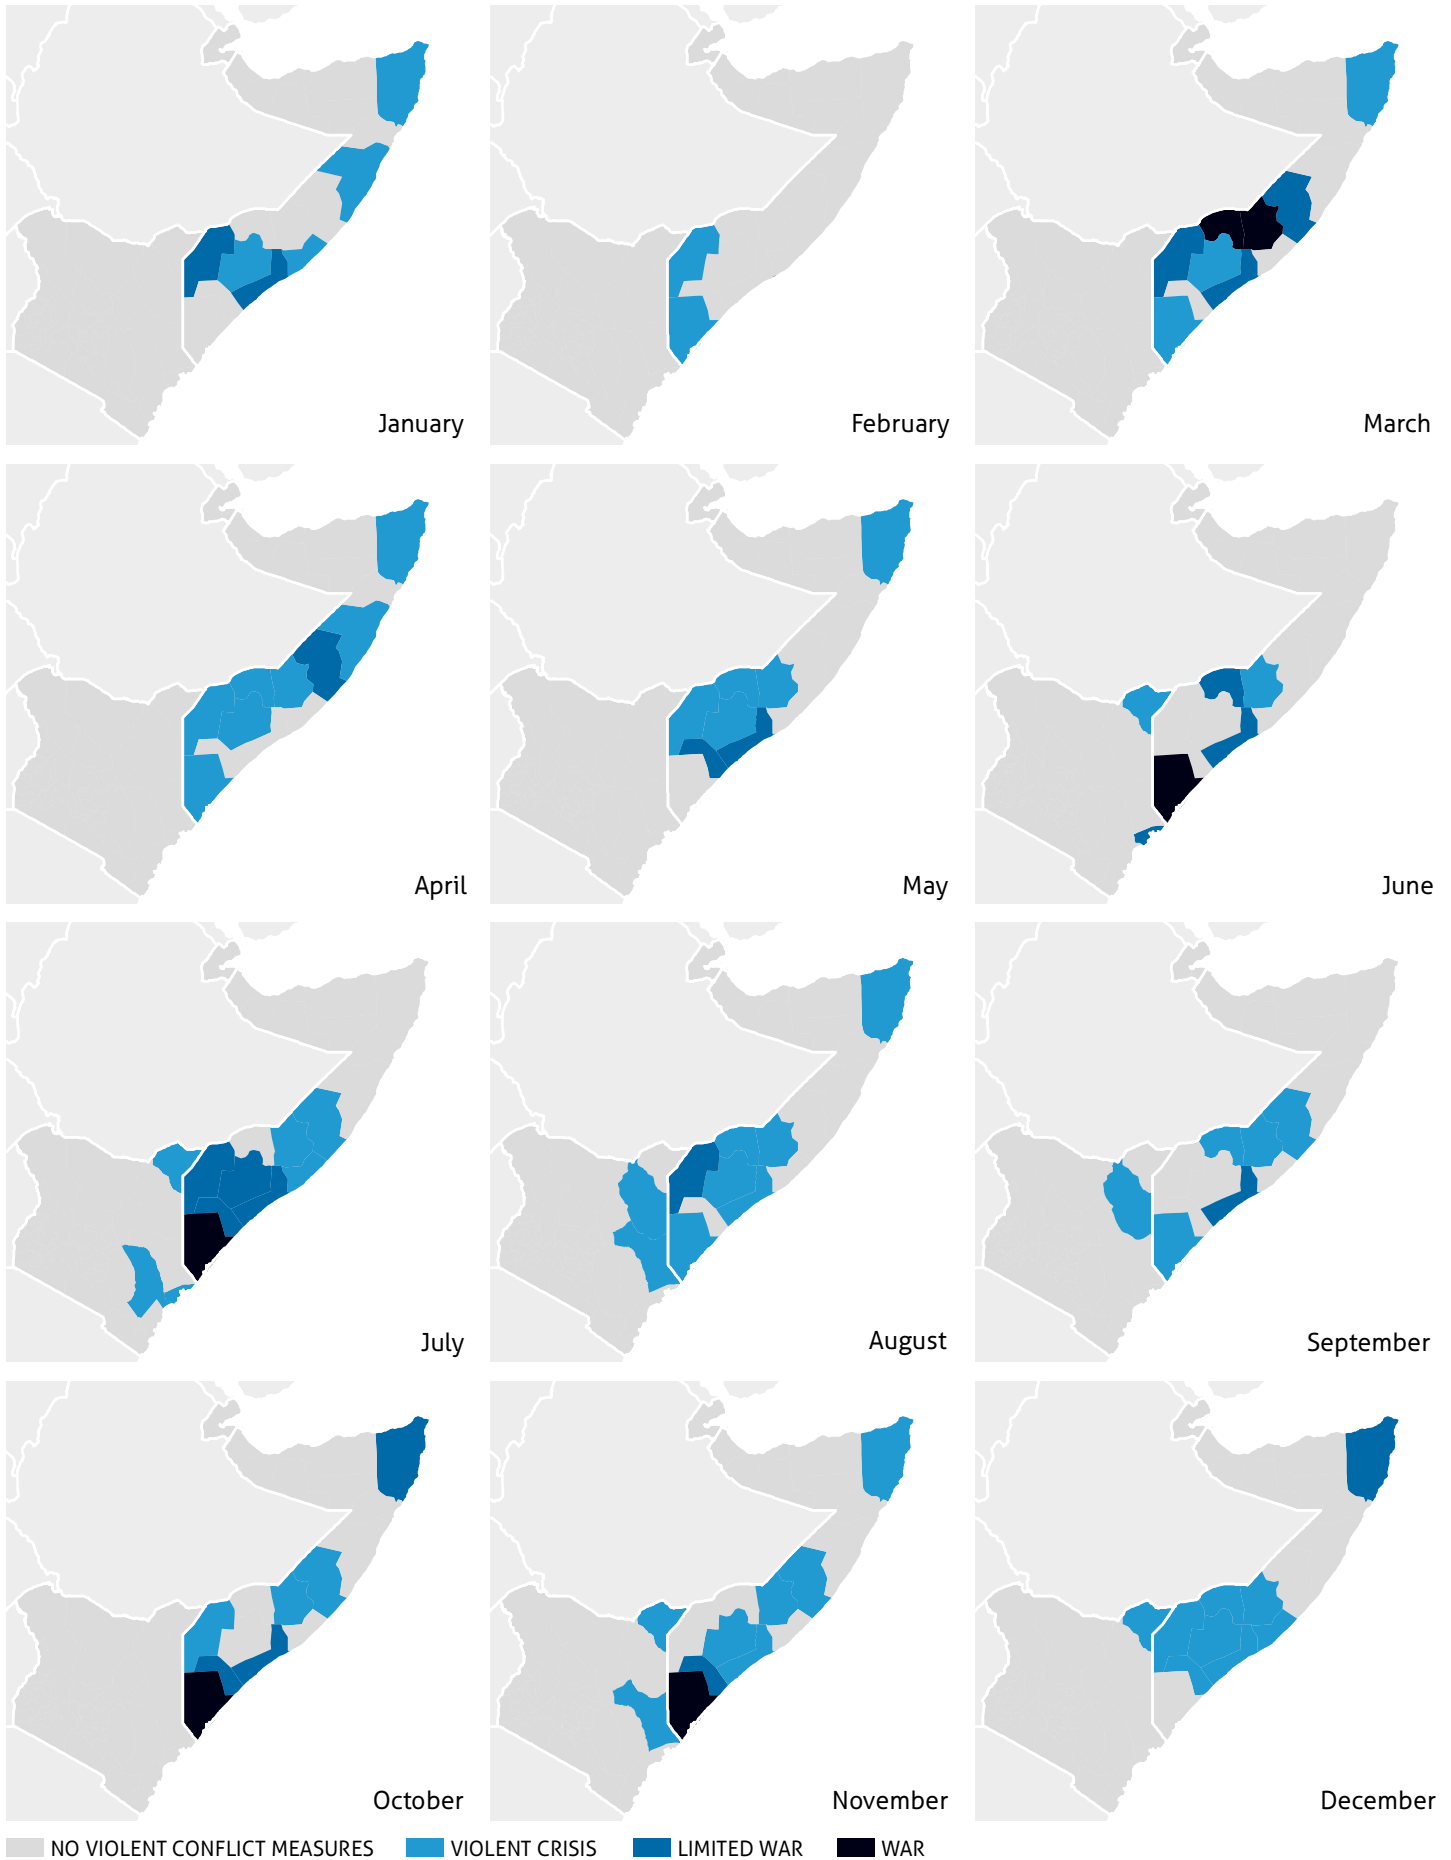 January
February
March
April
May
June
July
August
September
October
November
December
NO VIOLENT CONFLICT MEASURES
VIOLENT CRISIS
LIMITED WAR
WAR